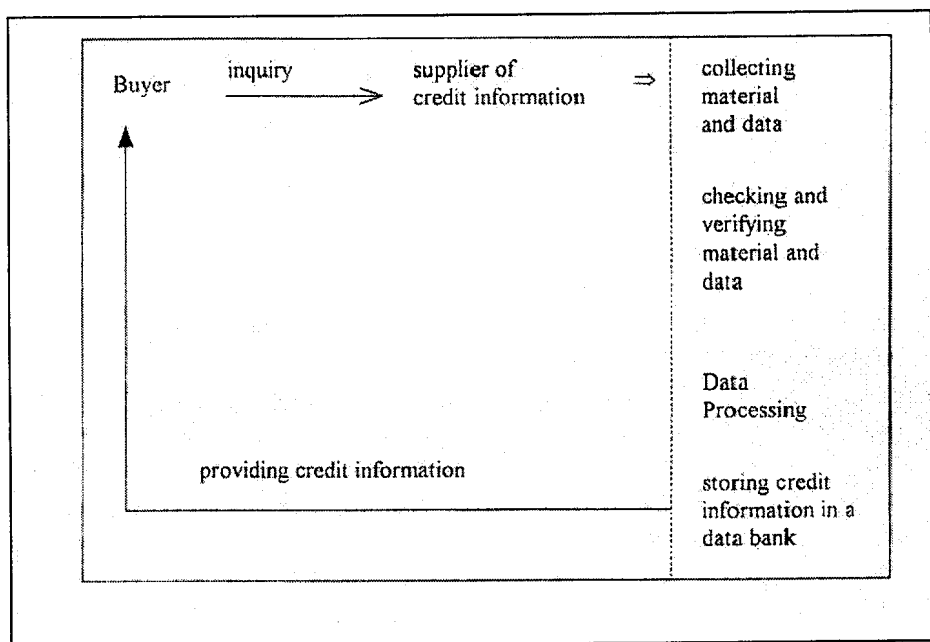 Buyer
inquiry
supplier of
credit information
⇒
collecting
material
and data
checking and
verifying
material and
data
Data
Processing
providing credit information
storing credit
information in a
data bank